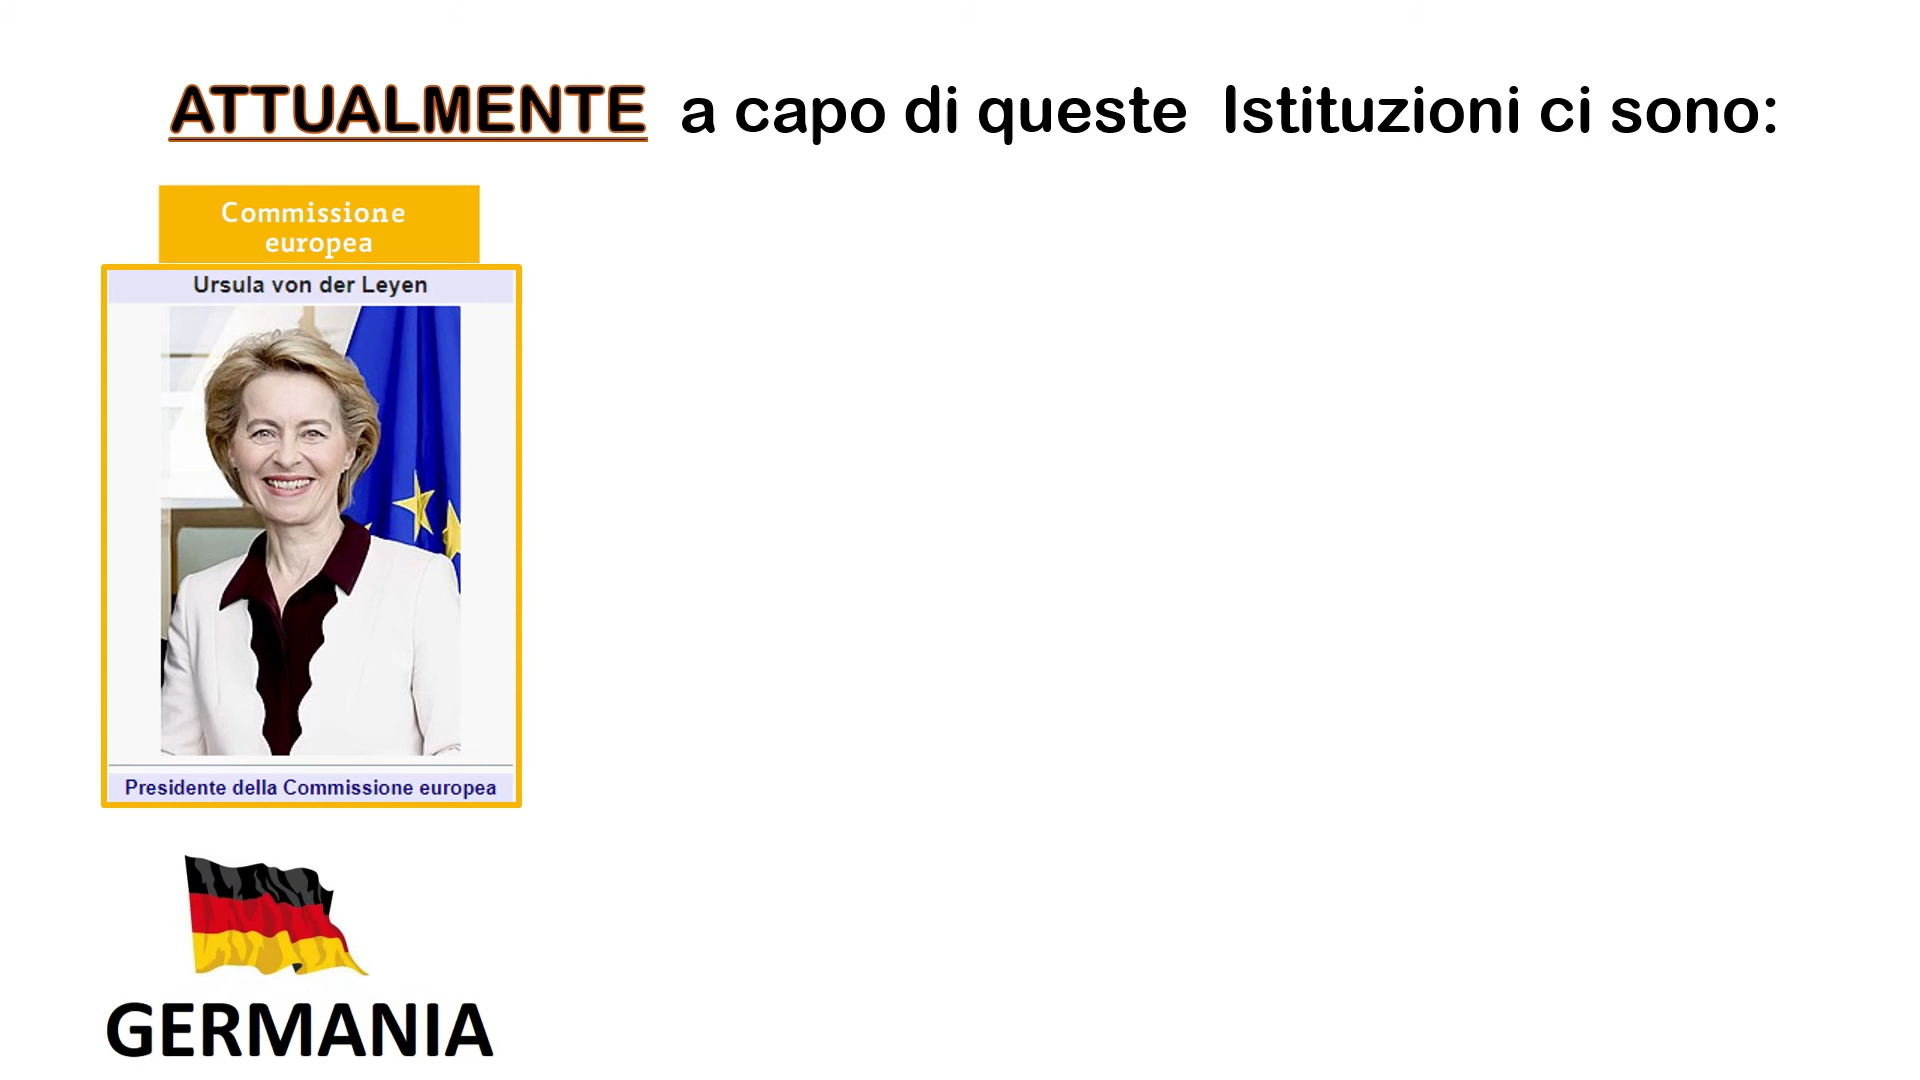 ATTUALMENTE a capo di queste Istituzioni ci sono:
Commissione
europea
Ursula von der Leyen
Presidente della Commissione europea
GERMANIA